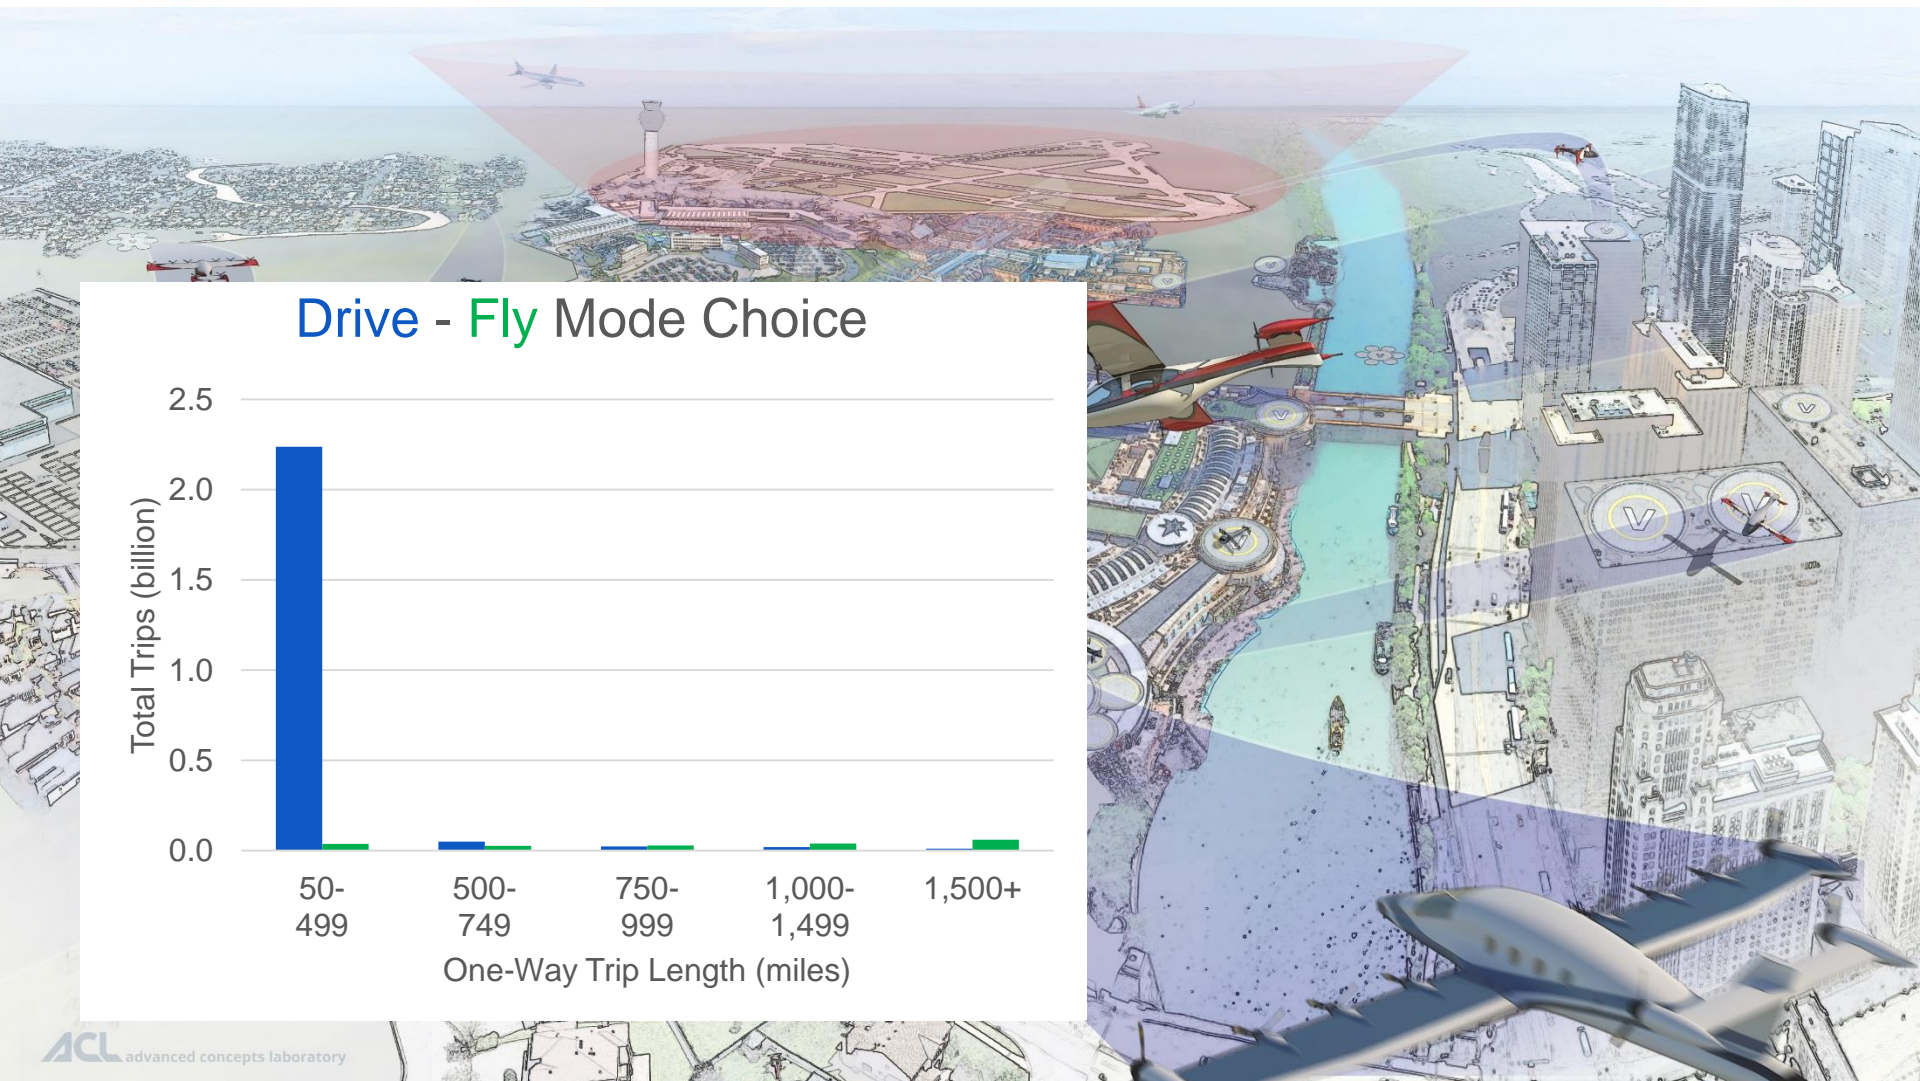 Drive - Fly Mode Choice
Total Trips (billion)
2.5
2.0
1.5
1.0
0.5
0.0
50-
499
500-
749
750-
999
1,000-
1,499
1,500+
One-Way Trip Length (miles)
ACL advanced concepts laboratory
V
V
V
V
V